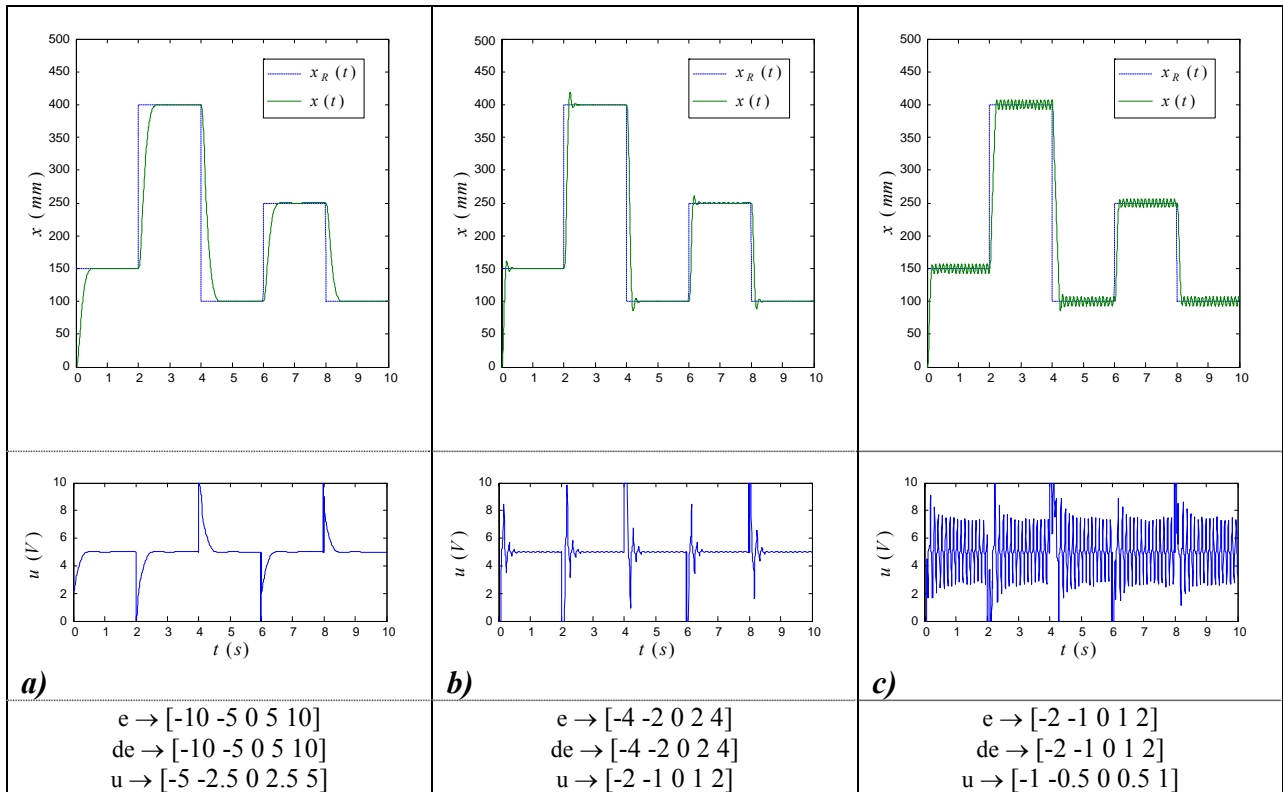 500
450
400
350
300
250
200
150
100
50
0
x (mm)
x_R (t)
x (t)
0 1 2 3 4 5 6 7 8 9 10
500
450
400
350
300
250
200
150
100
50
0
x (mm)
x_R (t)
x (t)
0 1 2 3 4 5 6 7 8 9 10
500
450
400
350
300
250
200
150
100
50
0
x (mm)
x_R (t)
x (t)
0 1 2 3 4 5 6 7 8 9 10
10
8
6
4
2
0
u (V)
0 1 2 3 4 5 6 7 8 9 10
t (s)
a)
10
8
6
4
2
0
u (V)
0 1 2 3 4 5 6 7 8 9 10
t (s)
b)
10
8
6
4
2
0
u (V)
0 1 2 3 4 5 6 7 8 9 10
t (s)
c)
e → [-10 -5 0 5 10]
de → [-10 -5 0 5 10]
u → [-5 -2.5 0 2.5 5]
e → [-4 -2 0 2 4]
de → [-4 -2 0 2 4]
u → [-2 -1 0 1 2]
e → [-2 -1 0 1 2]
de → [-2 -1 0 1 2]
u → [-1 -0.5 0 0.5 1]